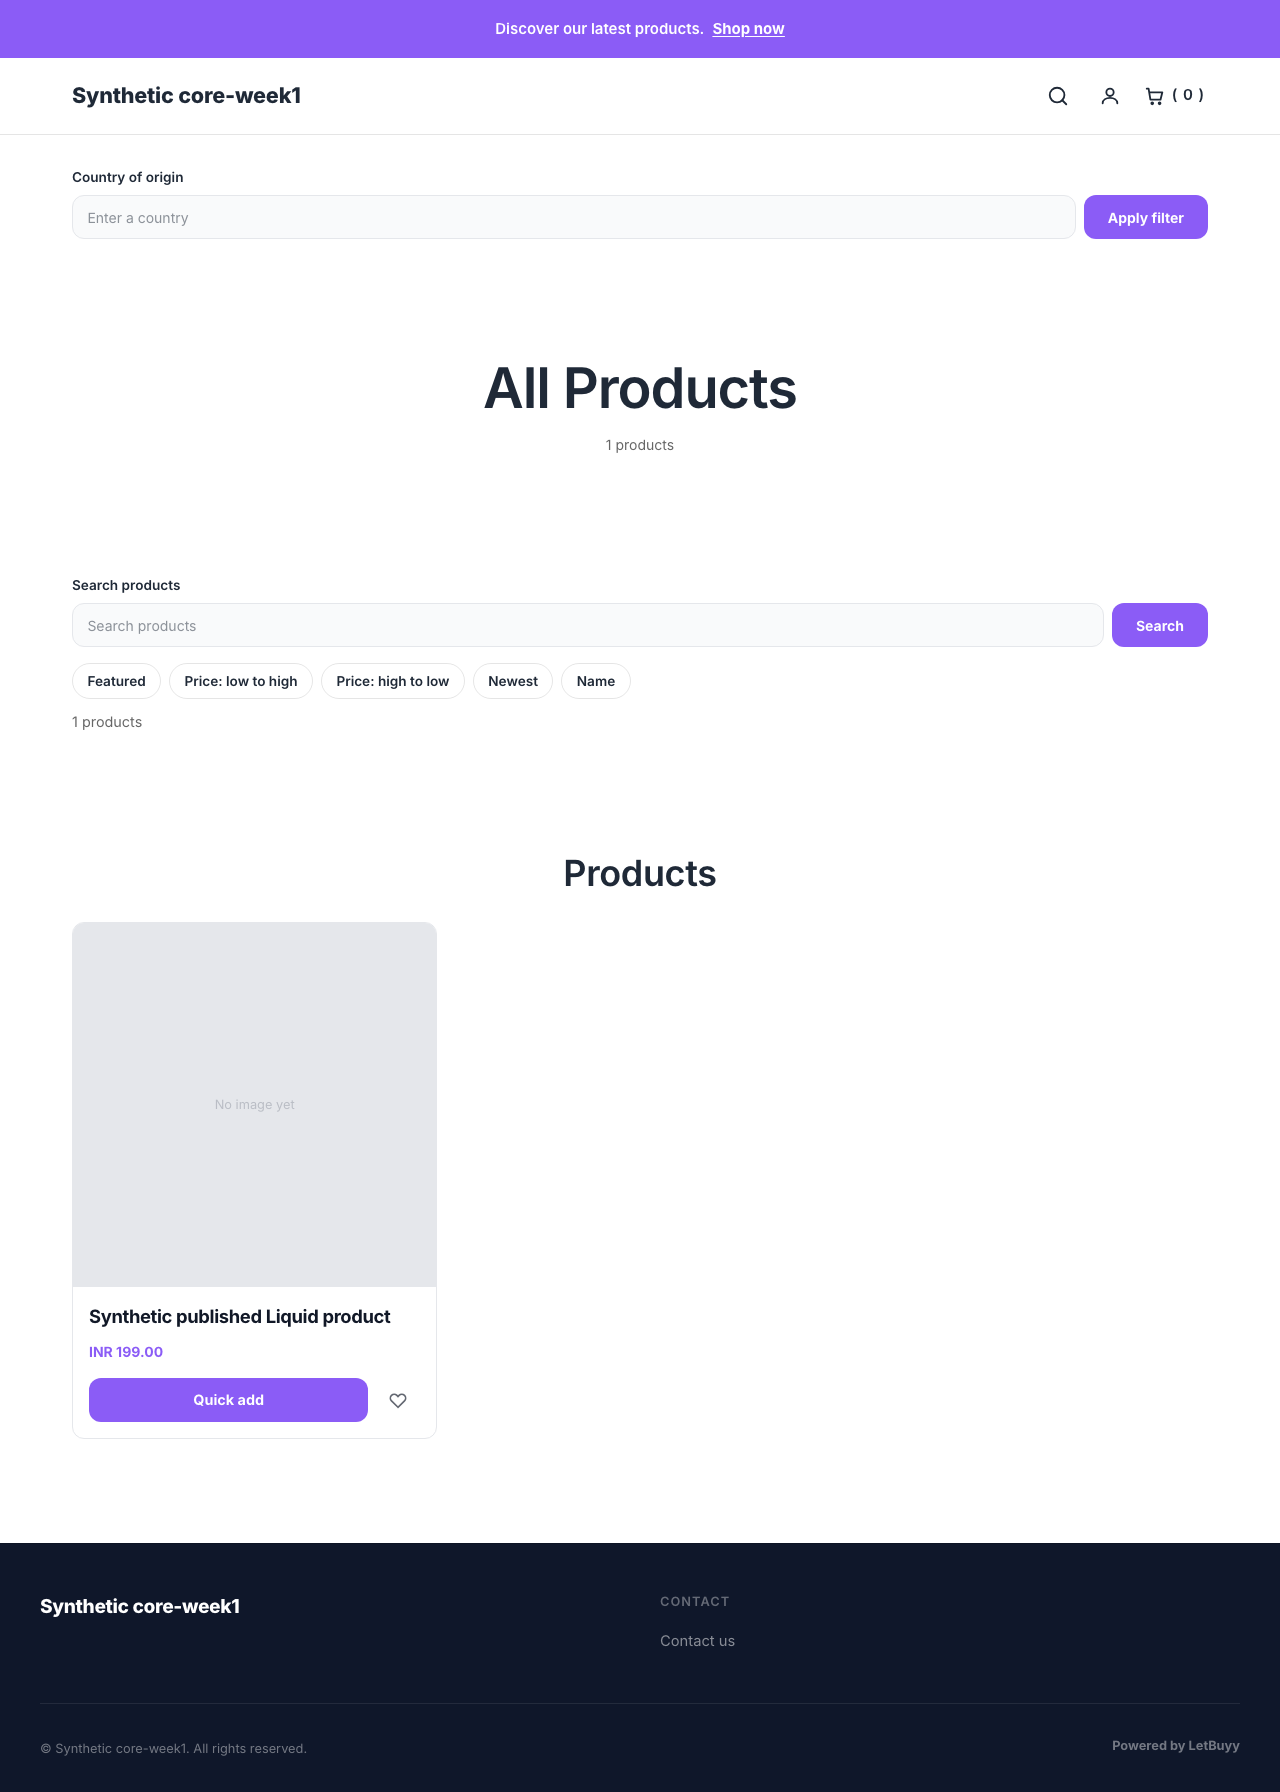 Discover our latest products. Shop now
Synthetic core-week1
( 0 )
Country of origin
Enter a country
Apply filter
All Products
1 products
Search products
Search products
Search
Featured
Price: low to high
Price: high to low
Newest
Name
1 products
Products
No image yet
Synthetic published Liquid product
INR 199.00
Quick add
Synthetic core-week1
CONTACT
Contact us
© Synthetic core-week1. All rights reserved.
Powered by LetBuyy